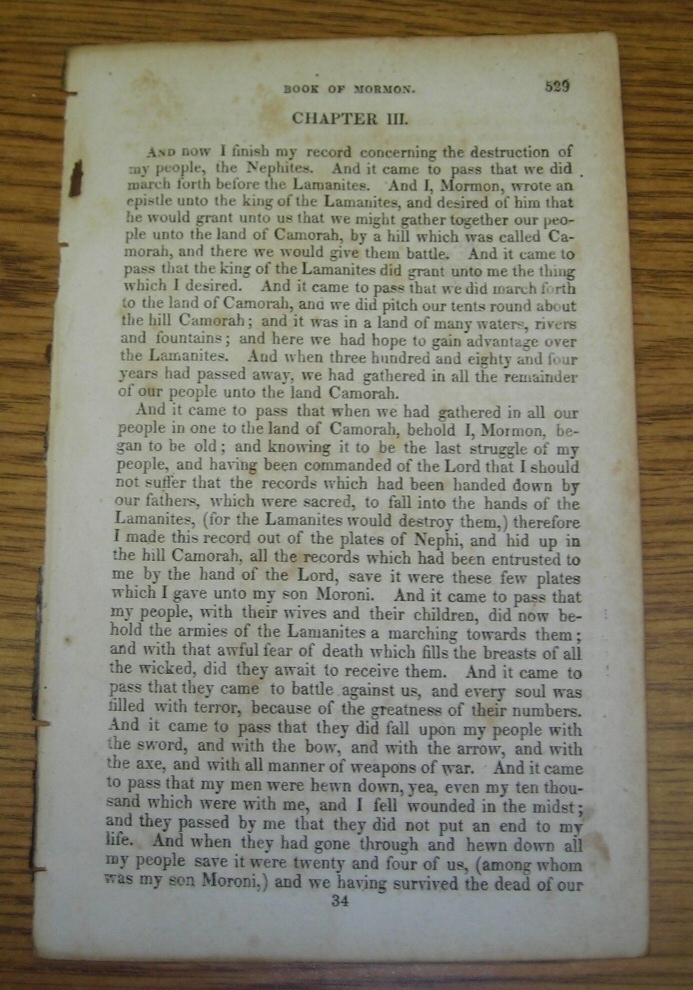 BOOK OF MORMON. 529
CHAPTER III.
AND now I finish my record concerning the destruction of
my people, the Nephites. And it came to pass that we did
march forth before the Lamanites. And I, Mormon, wrote an
epistle unto the king of the Lamanites, and desired of him that
he would grant unto us that we might gather together our peo-
ple unto the land of Camorah, by a hill which was called Ca-
morah, and there we would give them battle. And it came to
pass that the king of the Lamanites did grant unto me the thing
which I desired. And it came to pass that we did march forth
to the land of Camorah, and we did pitch our tents round about
the hill Camorah; and it was in a land of many waters, rivers
and fountains; and here we had hope to gain advantage over
the Lamanites. And when three hundred and eighty and four
years had passed away, we had gathered in all the remainder
of our people unto the land Camorah.
And it came to pass that when we had gathered in all our
people in one to the land of Camorah, behold I, Mormon, be-
gan to be old; and knowing it to be the last struggle of my
people, and having been commanded of the Lord that I should
not suffer that the records which had been handed down by
our fathers, which were sacred, to fall into the hands of the
Lamanites, (for the Lamanites would destroy them,) therefore
I made this record out of the plates of Nephi, and hid up in
the hill Camorah, all the records which had been entrusted to
me by the hand of the Lord, save it were these few plates
which I gave unto my son Moroni. And it came to pass that
my people, with their wives and their children, did now be-
hold the armies of the Lamanites a marching towards them;
and with that awful fear of death which fills the breasts of all
the wicked, did they await to receive them. And it came to
pass that they came to battle against us, and every soul was
filled with terror, because of the greatness of their numbers.
And it came to pass that they did fall upon my people with
the sword, and with the bow, and with the arrow, and with
the axe, and with all manner of weapons of war. And it came
to pass that my men were hewn down, yea, even my ten thou-
sand which were with me, and I fell wounded in the midst;
and they passed by me that they did not put an end to my
life. And when they had gone through and hewn down all
my people save it were twenty and four of us, (among whom
was my son Moroni,) and we having survived the dead of our
34